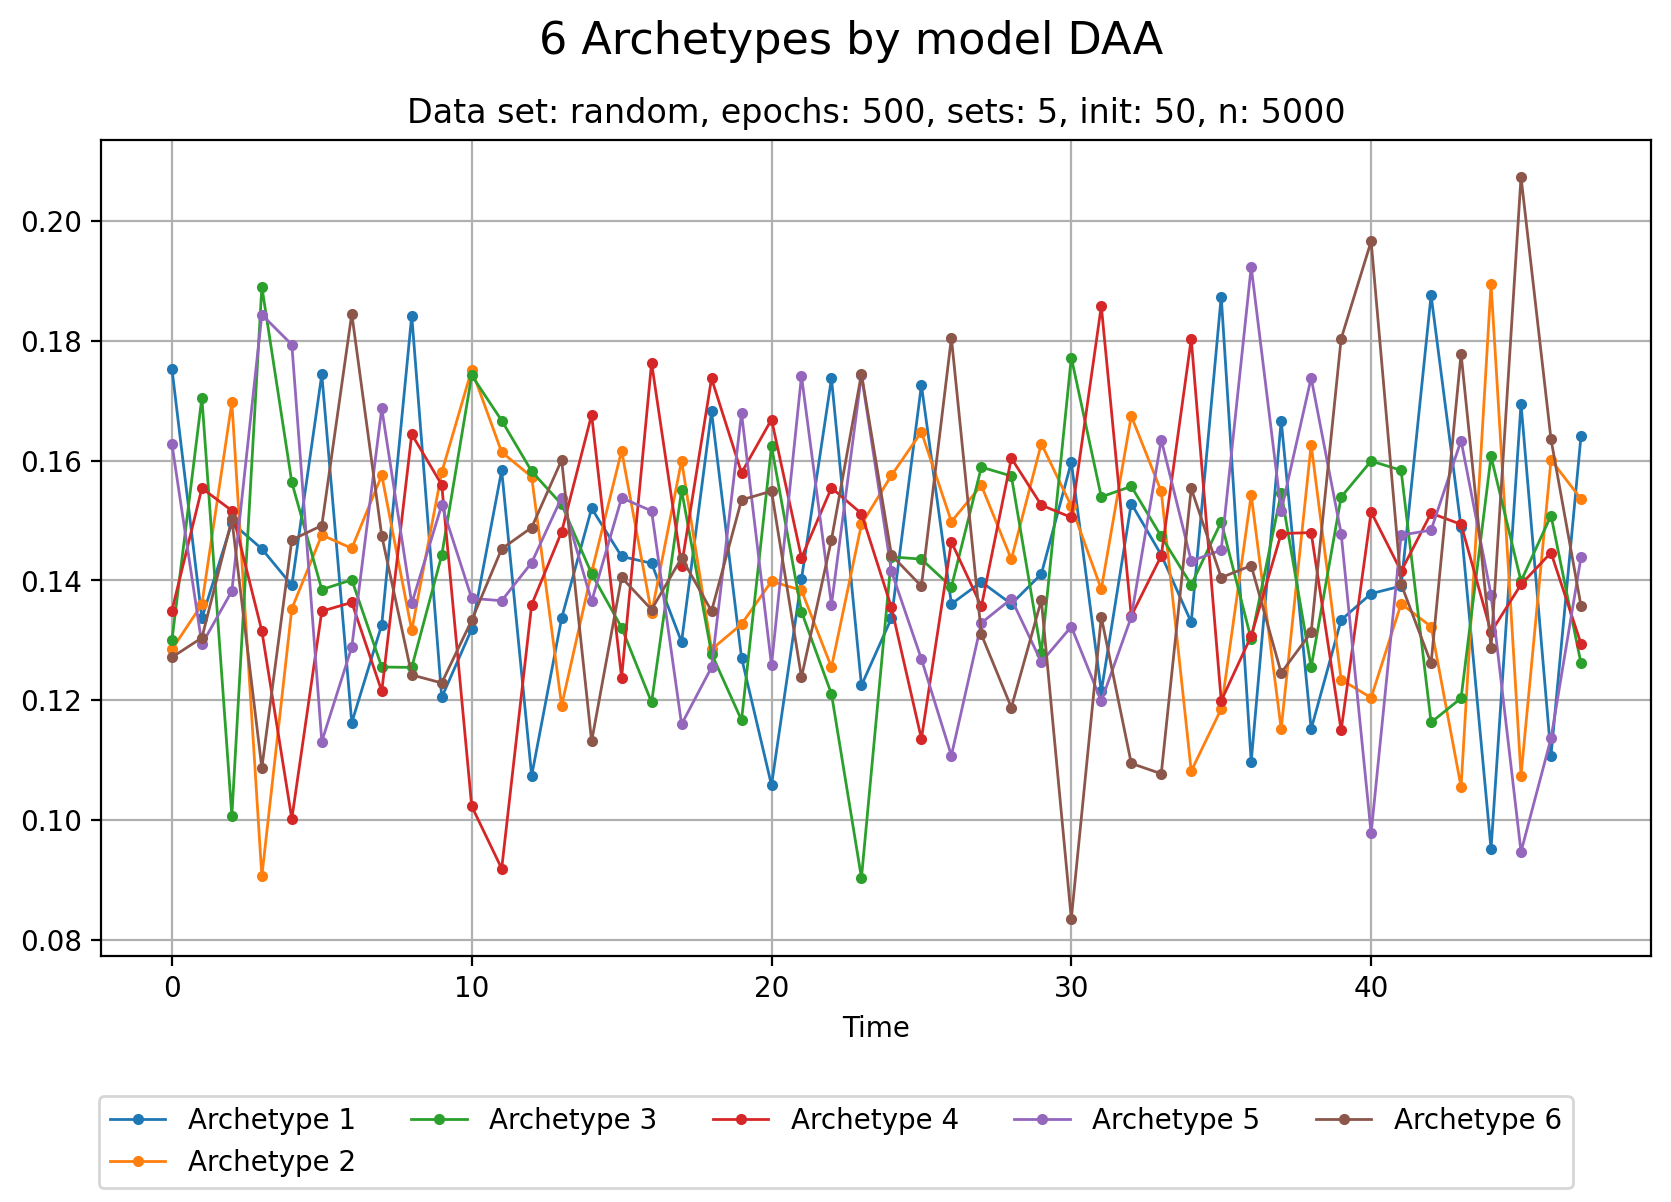 6 Archetypes by model DAA
Data set: random, epochs: 500, sets: 5, init: 50, n: 5000
0.20
0.18
0.16
0.14
0.12
0.10
0.08
0 10 20 30 40
Time
Archetype 1 Archetype 3 Archetype 4 Archetype 5 Archetype 6
Archetype 2